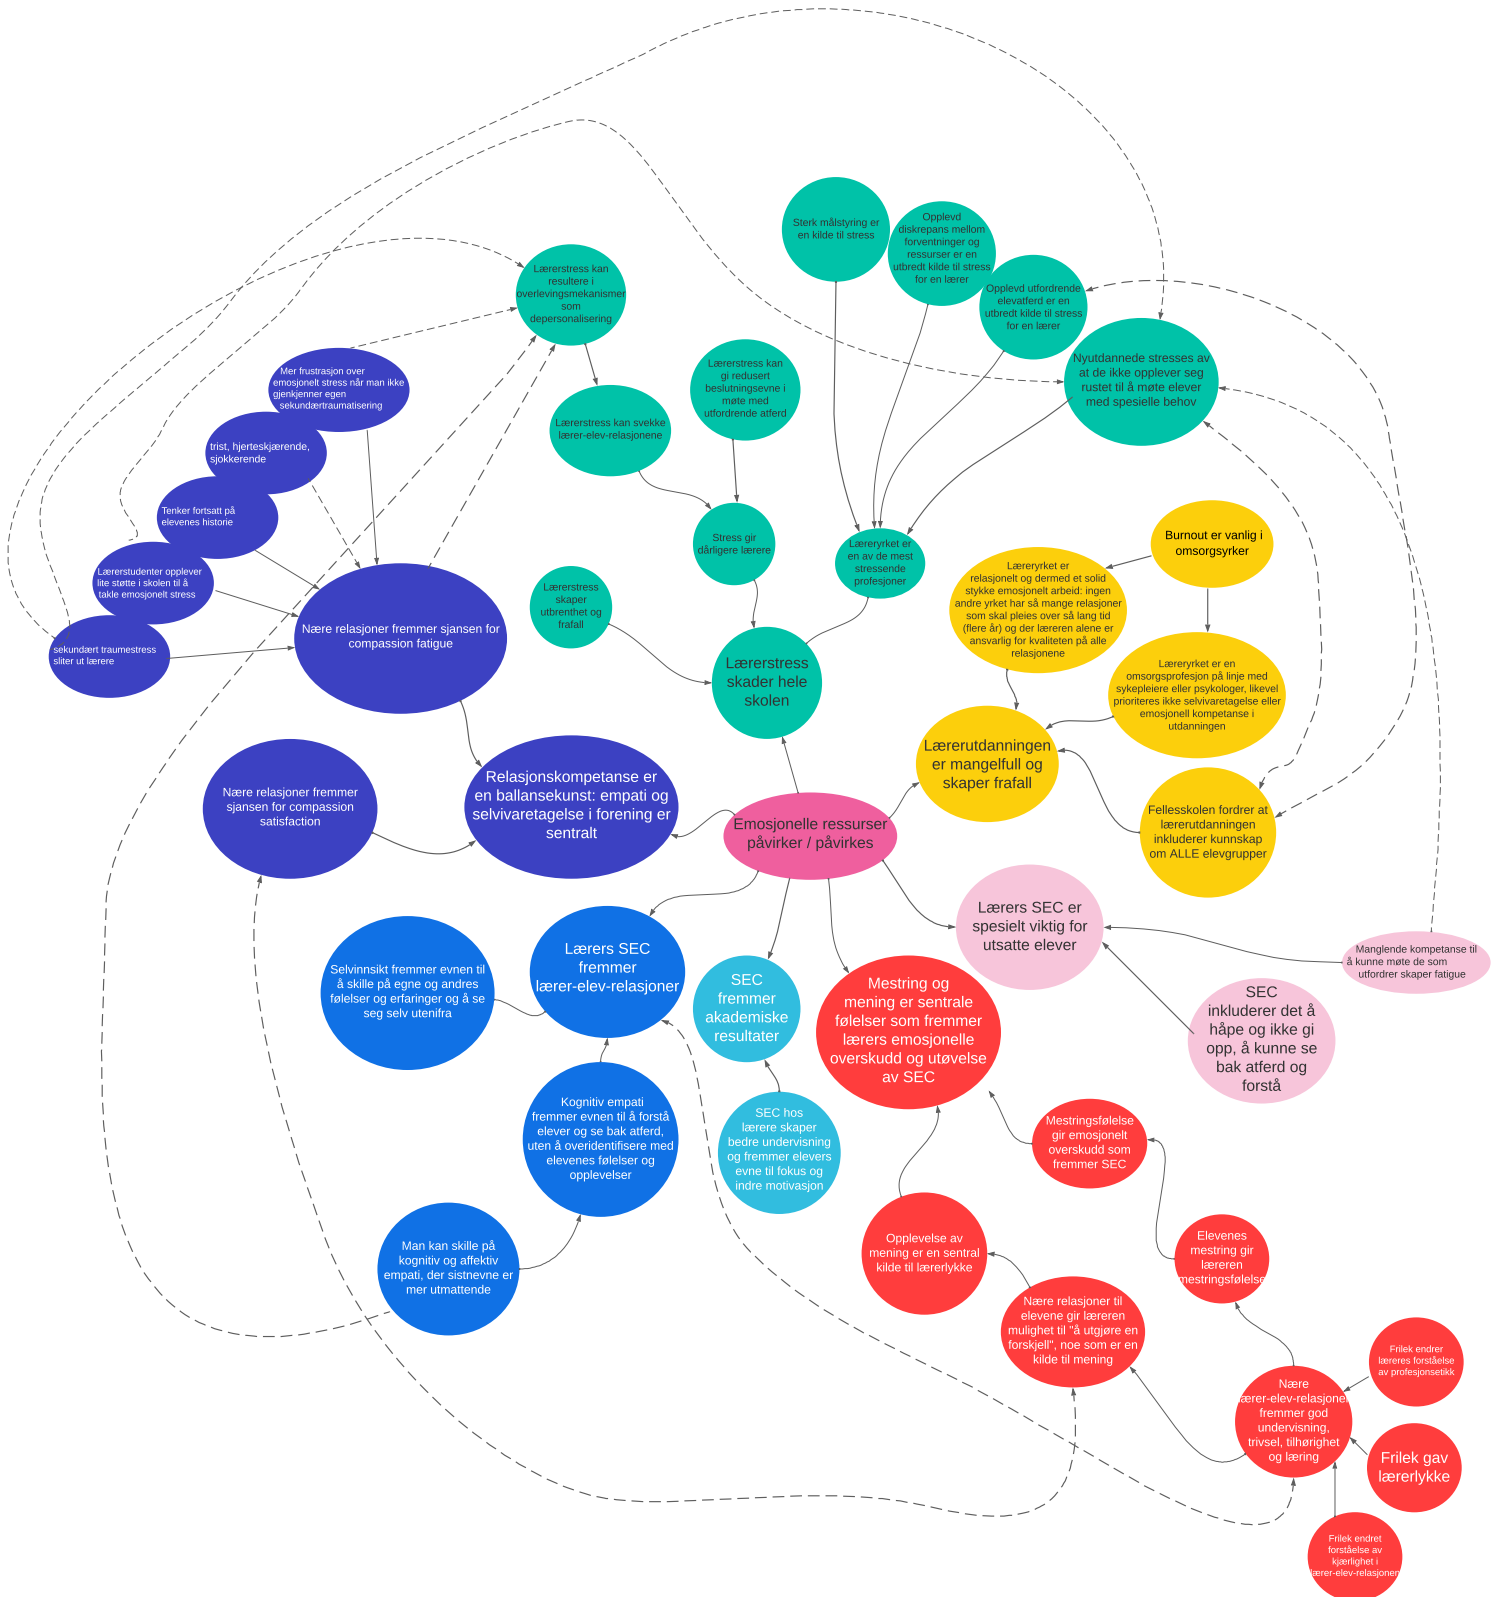 Sterk målstyring er
en kilde til stress
Opplevd
diskrepans mellom
forventninger og
ressurser er en
utbredt kilde til stress
for en lærer
Opplevd utfordrende
elevatferd er en
utbredt kilde til stress
for en lærer
Lærerstress kan
resultere i
overlevingsmekanismer
som
depersonalisering
Nyutdannede stresses av
at de ikke opplever seg
rustet til å møte elever
med spesielle behov
Mer frustrasjon over
emosjonelt stress når man ikke
gjenkjenner egen
sekundærtraumatisering
Lærerstress kan
gi redusert
beslutningsevne i
møte med
utfordrende atferd
Lærerstress kan svekke
lærer-elev-relasjonene
trist, hjerteskjærende,
sjokkerende
Tenker fortsatt på
elevenes historie
Stress gir
dårligere lærere
Læreryrket er
en av de mest
stressende
profesjoner
Burnout er vanlig i
omsorgsyrker
Lærerstudenter opplever
lite støtte i skolen til å
takle emosjonelt stress
Læreryrket er
relasjonelt og dermed et solid
stykke emosjonelt arbeid: ingen
andre yrket har så mange relasjoner
som skal pleies over så lang tid
(flere år) og der læreren alene er
ansvarlig for kvaliteten på alle
relasjonene
Lærerstress
skaper
utbrenthet og
frafall
sekundært traumestress
sliter ut lærere
Nære relasjoner fremmer sjansen for
compassion fatigue
Lærerstress
skader hele
skolen
Læreryrket er en
omsorgsprofesjon på linje med
sykepleiere eller psykologer, likevel
prioriteres ikke selvivaretagelse eller
emosjonell kompetanse i
utdanningen
Lærerutdanningen
er mangelfull og
skaper frafall
Nære relasjoner fremmer
sjansen for compassion
satisfaction
Relasjonskompetanse er
en ballansekunst: empati og
selvivaretagelse i forening er
sentralt
Emosjonelle ressurser
påvirker / påvirkes
Fellesskolen fordrer at
lærerutdanningen
inkluderer kunnskap
om ALLE elevgrupper
Lærers SEC er
spesielt viktig for
utsatte elever
Manglende kompetanse til
å kunne møte de som
utfordrer skaper fatigue
Selvinnsikt fremmer evnen til
å skille på egne og andres
følelser og erfaringer og å se
seg selv utenifra
Lærers SEC
fremmer
lærer-elev-relasjoner
SEC
fremmer
akademiske
resultater
Mestring og
mening er sentrale
følelser som fremmer
lærers emosjonelle
overskudd og utøvelse
av SEC
SEC
inkluderer det å
håpe og ikke gi
opp, å kunne se
bak atferd og
forstå
Kognitiv empati
fremmer evnen til å forstå
elever og se bak atferd,
uten å overidentifisere med
elevenes følelser og
opplevelser
SEC hos
lærere skaper
bedre undervisning
og fremmer elevers
evne til fokus og
indre motivasjon
Mestringsfølelse
gir emosjonelt
overskudd som
fremmer SEC
Man kan skille på
kognitiv og affektiv
empati, der sistnevne er
mer utmattende
Opplevelse av
mening er en sentral
kilde til lærerlykke
Elevenes
mestring gir
læreren
mestringsfølelse
Nære relasjoner til
elevene gir læreren
mulighet til "å utgjøre en
forskjell", noe som er en
kilde til mening
Frilek endrer
læreres forståelse
av profesjonsetikk
Nære
lærer-elev-relasjoner
fremmer god
undervisning,
trivsel, tilhørighet
og læring
Frilek gav
lærerlykke
Frilek endret
forståelse av
kjærlighet i
lærer-elev-relasjonen